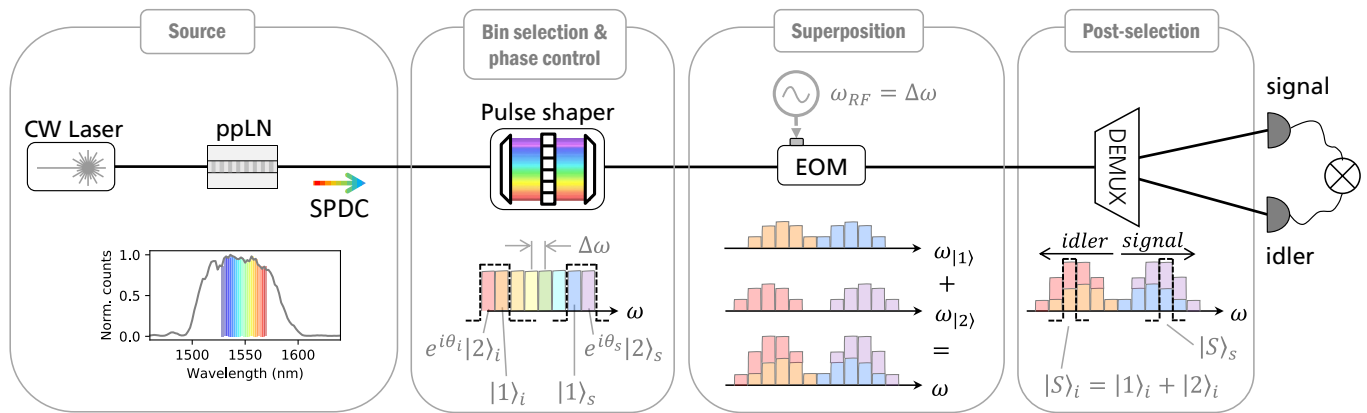 Source
Bin selection &
phase control
Superposition
Post-selection
CW Laser
ppLN
SPDC
Pulse shaper
ω_{RF} = Δω
EOM
DEMUX
signal
idler
Norm. counts
1.0
0.5
0.0
1500 1550 1600
Wavelength (nm)
Δω
ω
e^{iθ_i}|2⟩_i
e^{iθ_s}|2⟩_s
|1⟩_i
|1⟩_s
ω_{|1⟩}
+
ω_{|2⟩}
=
ω
idler signal
ω
|S⟩_s
|S⟩_i = |1⟩_i + |2⟩_i